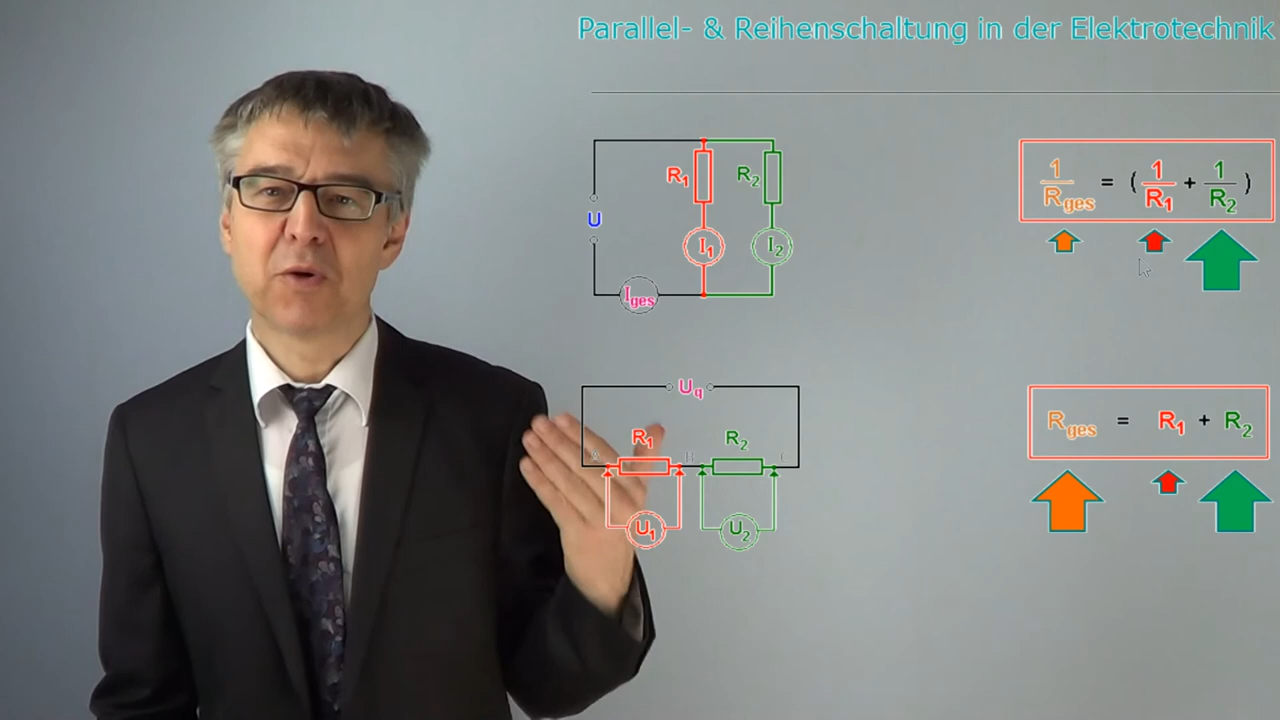 Parallel- & Reihenschaltung in der Elektrotechnik
R1 R2
U
I1 I2
Iges
1/Rges = (1/R1 + 1/R2)
Uq
R1 R2
A B C
U1 U2
Rges = R1 + R2